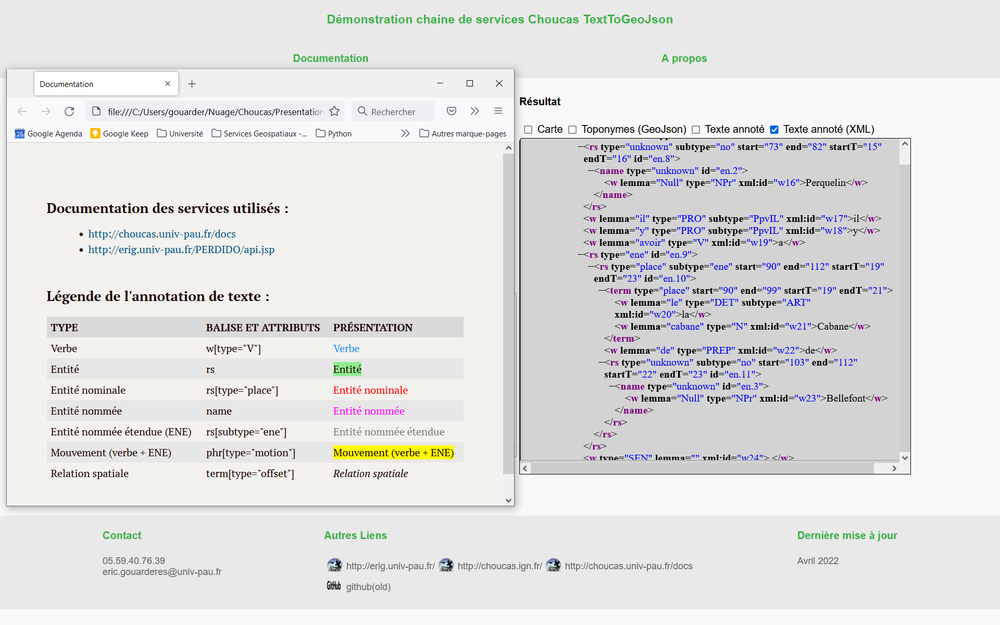 Démonstration chaine de services Choucas TextToGeoJson
Documentation
A propos
Documentation
file:///C:/Users/gouarder/Nuage/Choucas/Presentation
Rechercher
25 Google Agenda
Google Keep
Université
Services Geospatiaux -...
Python
Autres marque-pages
Documentation des services utilisés :
• http://choucas.univ-pau.fr/docs
• http://erig.univ-pau.fr/PERDIDO/api.jsp
Légende de l'annotation de texte :
TYPE BALISE ET ATTRIBUTS PRÉSENTATION
Verbe w[type="V"] Verbe
Entité rs Entité
Entité nominale rs[type="place"] Entité nominale
Entité nommée name Entité nommée
Entité nommée étendue (ENE) rs[subtype="ene"] Entité nommée étendue
Mouvement (verbe + ENE) phr[type="motion"] Mouvement (verbe + ENE)
Relation spatiale term[type="offset"] Relation spatiale
Résultat
Carte Toponymes (GeoJson) Texte annoté Texte annoté (XML)
−<rs type="unknown" subtype="no" start="73" end="82" startT="15"
endT="16" id="en.8">
−<name type="unknown" id="en.2">
<w lemma="Null" type="NPr" xml:id="w16">Perquelin</w>
</name>
</rs>
<w lemma="il" type="PRO" subtype="PpvIL" xml:id="w17">il</w>
<w lemma="y" type="PRO" subtype="PpvIL" xml:id="w18">y</w>
<w lemma="avoir" type="V" xml:id="w19">a</w>
−<rs type="ene" id="en.9">
−<rs type="place" subtype="ene" start="90" end="112" startT="19"
endT="23" id="en.10">
−<term type="place" start="90" end="99" startT="19" endT="21">
<w lemma="le" type="DET" subtype="ART"
xml:id="w20">la</w>
<w lemma="cabane" type="N" xml:id="w21">Cabane</w>
</term>
<w lemma="de" type="PREP" xml:id="w22">de</w>
−<rs type="unknown" subtype="no" start="103" end="112"
startT="22" endT="23" id="en.11">
−<name type="unknown" id="en.3">
<w lemma="Null" type="NPr" xml:id="w23">Bellefont</w>
</name>
</rs>
</rs>
</rs>
<w type="SEN" lemma="" xml:id="w24"> </w>
Contact
05.59.40.76.39
eric.gouarderes@univ-pau.fr
Autres Liens
http://erig.univ-pau.fr/ http://choucas.ign.fr/ http://choucas.univ-pau.fr/docs
GitHub github(old)
Dernière mise à jour
Avril 2022